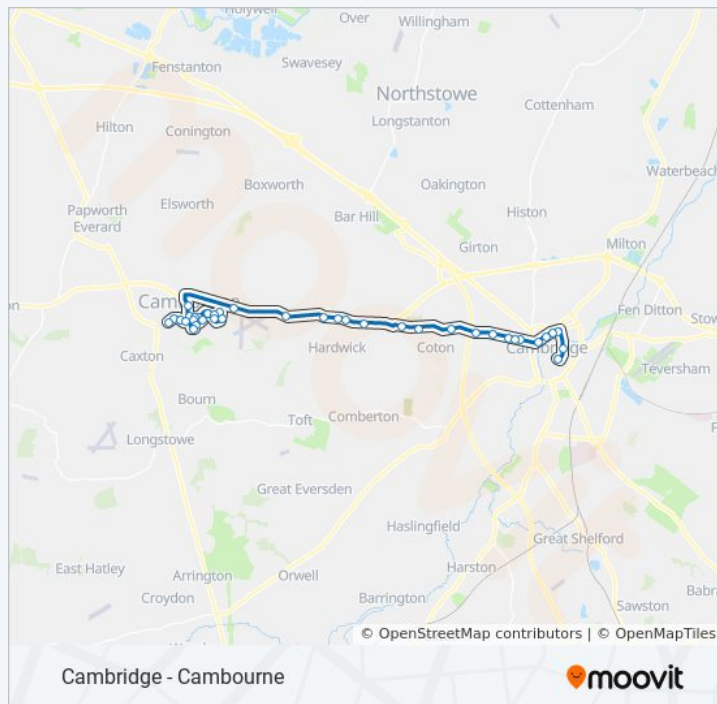 Over
Willingham
Holywell
Swavesey
Fenstanton
Northstowe
Cottenham
Longstanton
Hilton
Conington
Waterbeach
Boxworth
Oakington
Elsworth
Histon
Papworth
Everard
Bar Hill
Girton
Milton
Fen Ditton
Stow
Caxton
Hardwick
Coton
Cambridge
Teversham
Bourn
Toft
Comberton
Longstowe
Great Eversden
Haslingfield
Great Shelford
East Hatley
Arrington
Orwell
Harston
Croydon
Barrington
Babra
Sawston
© OpenStreetMap contributors | © OpenMapTiles
Cambridge - Cambourne
moovit